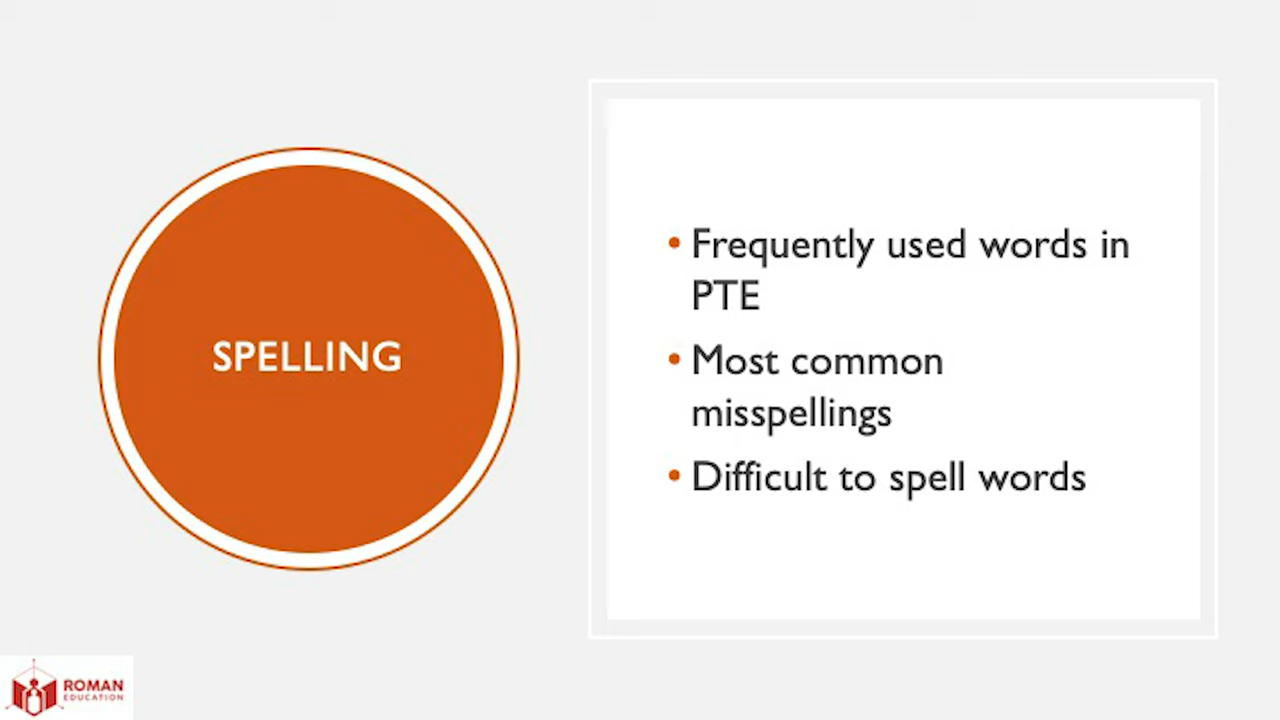 SPELLING
• Frequently used words in
PTE
• Most common
misspellings
• Difficult to spell words
ROMAN
EDUCATION